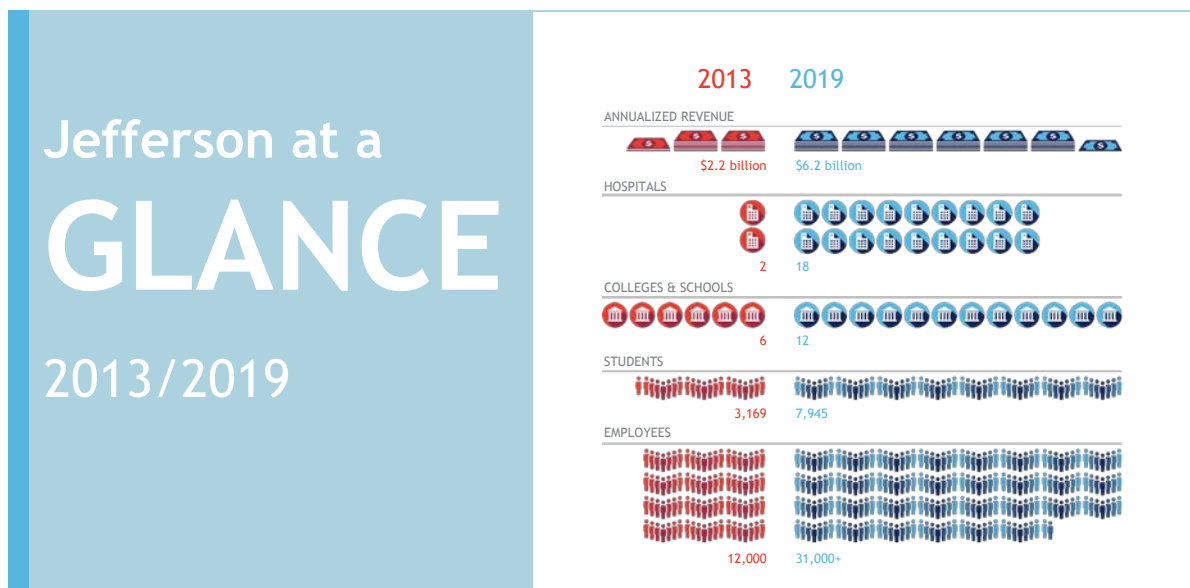 Jefferson at a
GLANCE
2013/2019
2013 2019
ANNUALIZED REVENUE
$2.2 billion $6.2 billion
HOSPITALS
2 18
COLLEGES & SCHOOLS
6 12
STUDENTS
3,169 7,945
EMPLOYEES
12,000 31,000+